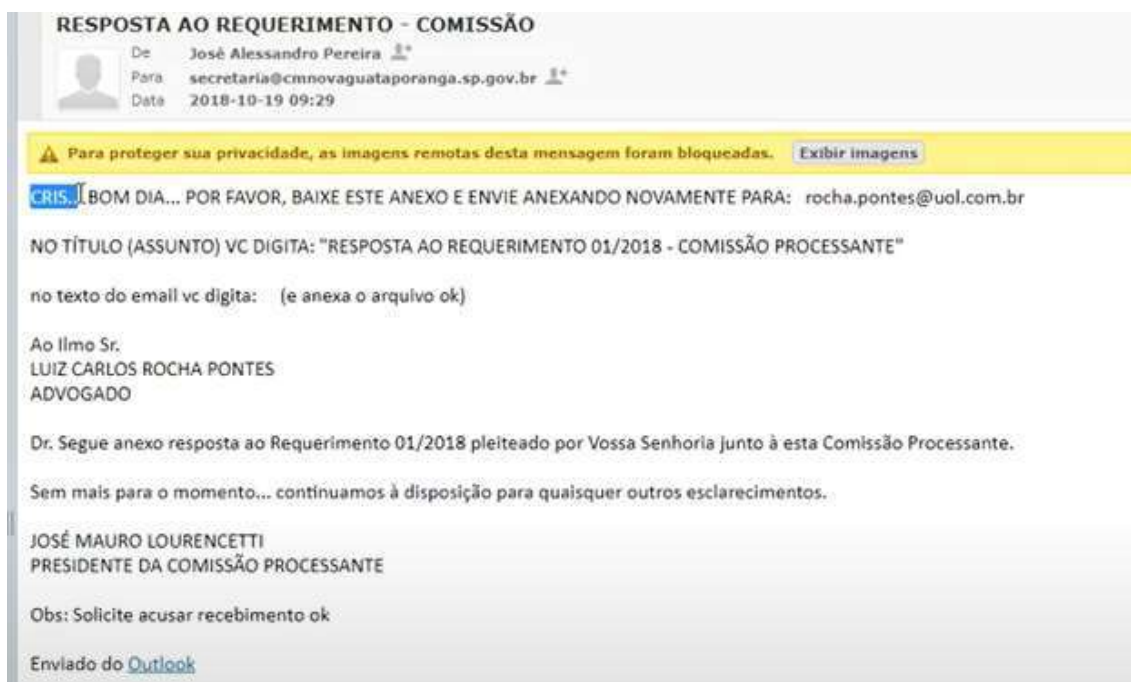 RESPOSTA AO REQUERIMENTO - COMISSÃO
De José Alessandro Pereira
Para secretaria@cmnovaguataporanga.sp.gov.br
Data 2018-10-19 09:29
Para proteger sua privacidade, as imagens remotas desta mensagem foram bloqueadas. Exibir imagens
CRIS... BOM DIA... POR FAVOR, BAIXE ESTE ANEXO E ENVIE ANEXANDO NOVAMENTE PARA: rocha.pontes@uol.com.br
NO TÍTULO (ASSUNTO) VC DIGITA: "RESPOSTA AO REQUERIMENTO 01/2018 - COMISSÃO PROCESSANTE"
no texto do email vc digita: (e anexa o arquivo ok)
Ao Ilmo Sr.
LUIZ CARLOS ROCHA PONTES
ADVOGADO
Dr. Segue anexo resposta ao Requerimento 01/2018 pleiteado por Vossa Senhoria junto à esta Comissão Processante.
Sem mais para o momento... continuamos à disposição para quaisquer outros esclarecimentos.
JOSÉ MAURO LOURENCETTI
PRESIDENTE DA COMISSÃO PROCESSANTE
Obs: Solicite acusar recebimento ok
Enviado do Outlook